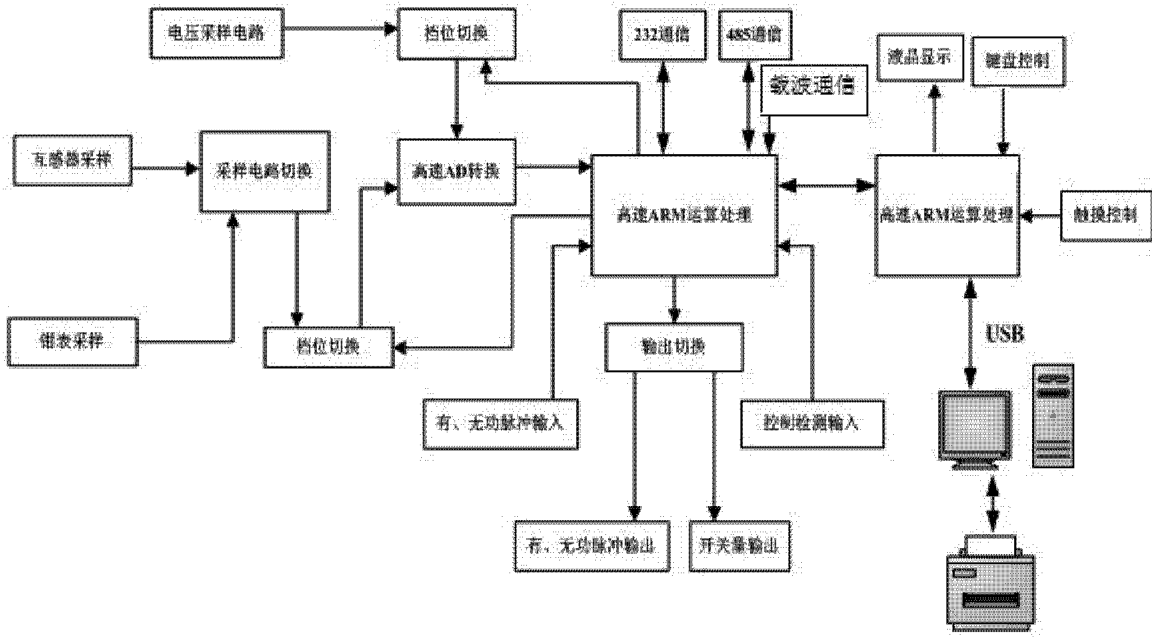 电压采样电路
档位切换
232通信
485通信
载波通信
液晶显示
键盘控制
互感器采样
采样电路切换
高速AD转换
高速ARM运算处理
高速ARM运算处理
触摸控制
钳表采样
档位切换
输出切换
USB
有、无功脉冲输入
控制检测输入
有、无功脉冲输出
开关量输出